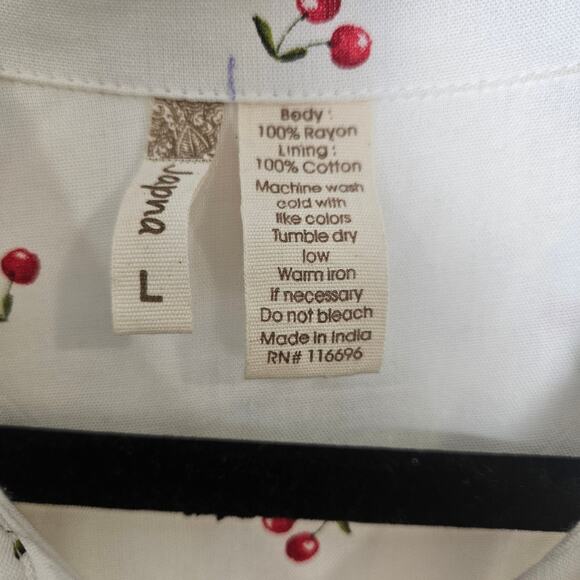 Japna
L
Body :
100% Rayon
Lining :
100% Cotton
Machine wash
cold with
like colors
Tumble dry
low
Warm iron
If necessary
Do not bleach
Made in India
RN# 116696